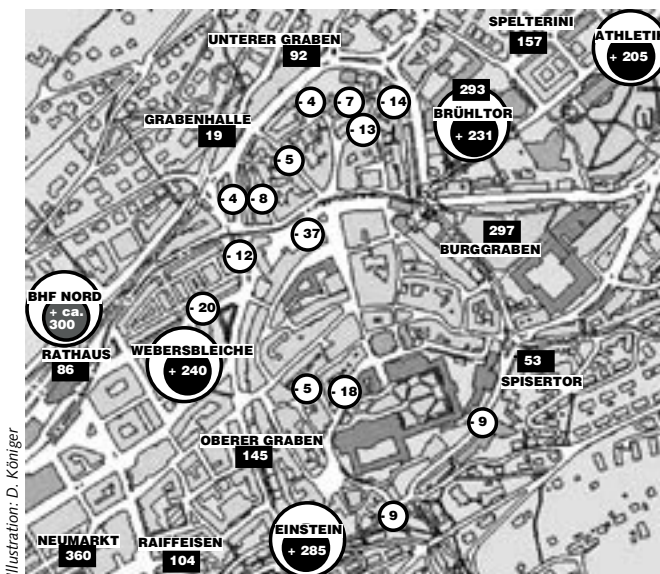 SPELTERINI
157
ATHLETIK
+ 205
UNTERER GRABEN
92
293
BRÜHLTOR
+ 231
- 4
- 7
- 14
- 13
GRABENHALLE
19
- 5
- 4
- 8
- 37
297
BURGGRABEN
- 12
BHF NORD
+ ca.
300
- 20
RATHAUS
86
WEBERSBLEICHE
+ 240
53
SPISERTOR
- 5
- 18
- 9
OBERER GRABEN
145
- 9
EINSTEIN
+ 285
NEUMARKT
360
RAIFFEISEN
104
Illustration: D. Königer